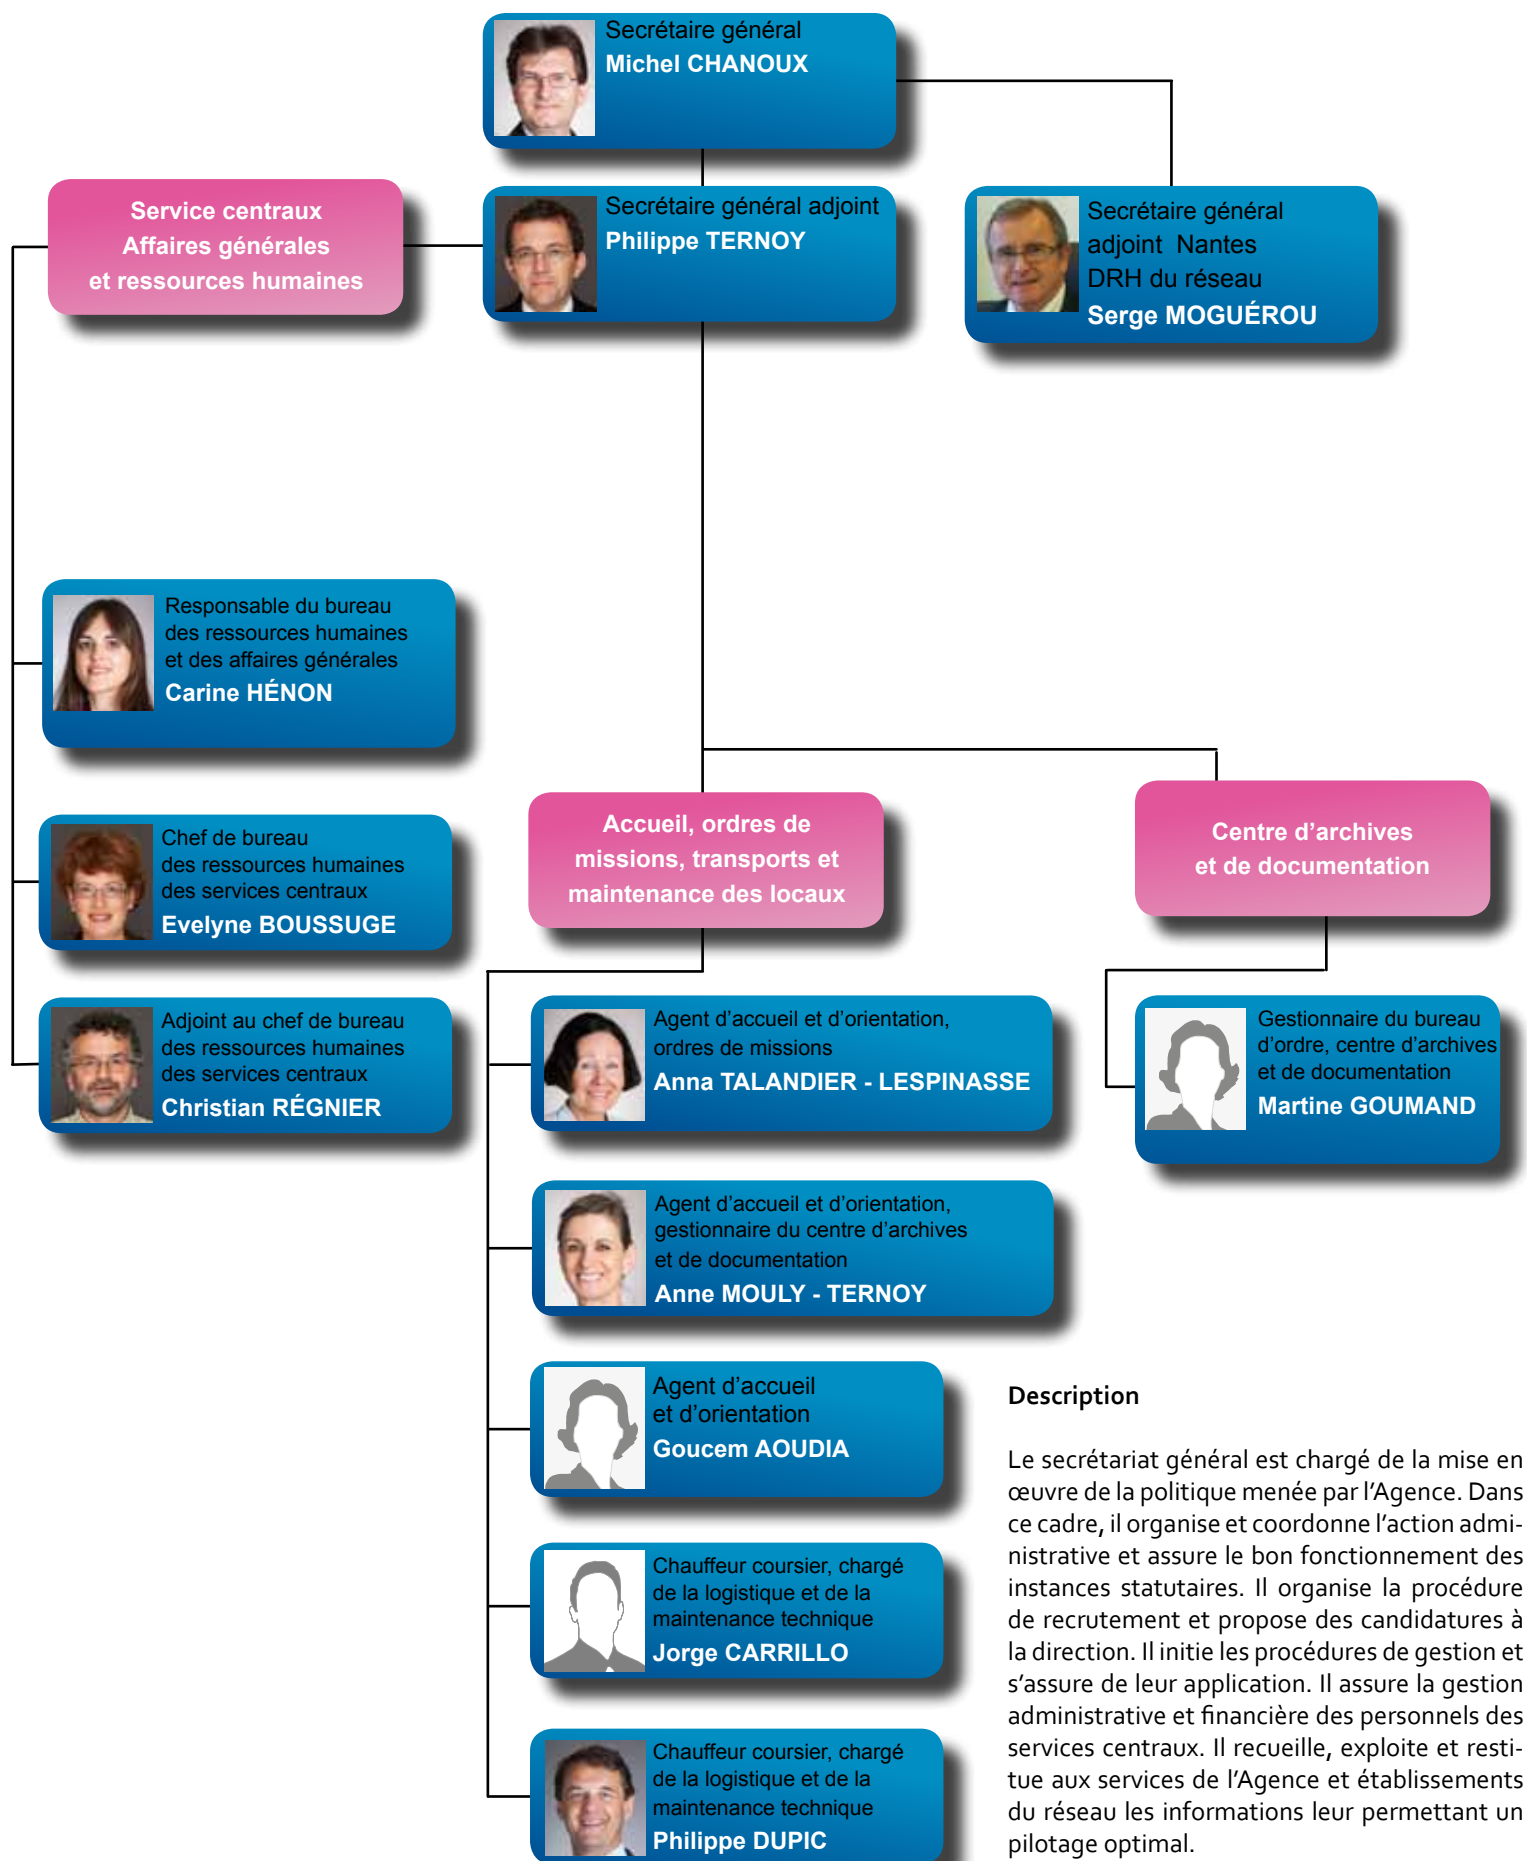 Secrétaire général
Michel CHANOUX
Service centraux
Affaires générales
et ressources humaines
Secrétaire général adjoint
Philippe TERNOY
Secrétaire général
adjoint  Nantes
DRH du réseau
Serge MOGUÉROU
Responsable du bureau
des ressources humaines
et des affaires générales
Carine HÉNON
Chef de bureau
des ressources humaines
des services centraux
Evelyne BOUSSUGE
Adjoint au chef de bureau
des ressources humaines
des services centraux
Christian RÉGNIER
Accueil, ordres de
missions, transports et
maintenance des locaux
Agent d’accueil et d’orientation,
ordres de missions
Anna TALANDIER - LESPINASSE
Agent d’accueil et d’orientation,
gestionnaire du centre d’archives
et de documentation
Anne MOULY - TERNOY
Agent d’accueil
et d’orientation
Goucem AOUDIA
Chauffeur coursier, chargé
de la logistique et de la
maintenance technique
Jorge CARRILLO
Chauffeur coursier, chargé
de la logistique et de la
maintenance technique
Philippe DUPIC
Centre d’archives
et de documentation
Gestionnaire du bureau
d’ordre, centre d’archives
et de documentation
Martine GOUMAND
Description
Le secrétariat général est chargé de la mise en
œuvre de la politique menée par l’Agence. Dans
ce cadre, il organise et coordonne l’action admi-
nistrative et assure le bon fonctionnement des
instances statutaires. Il organise la procédure
de recrutement et propose des candidatures à
la direction. Il initie les procédures de gestion et
s’assure de leur application. Il assure la gestion
administrative et financière des personnels des
services centraux. Il recueille, exploite et resti-
tue aux services de l’Agence et établissements
du réseau les informations leur permettant un
pilotage optimal.